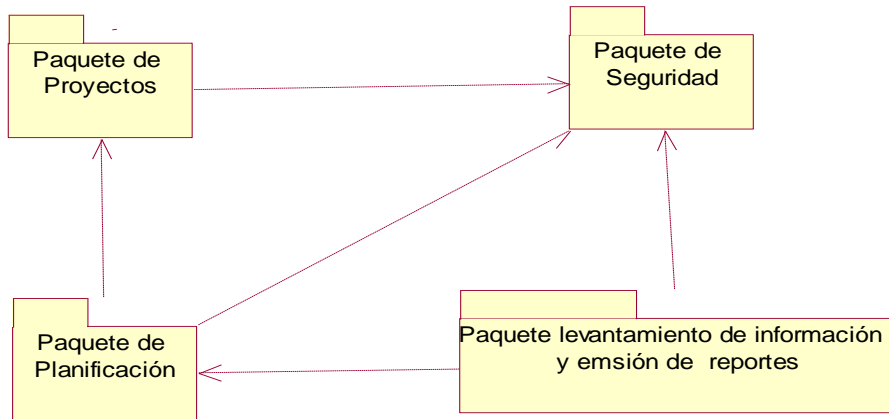 Paquete de
Proyectos
Paquete de
Seguridad
Paquete de
Planificación
Paquete levantamiento de información
y emsión de reportes